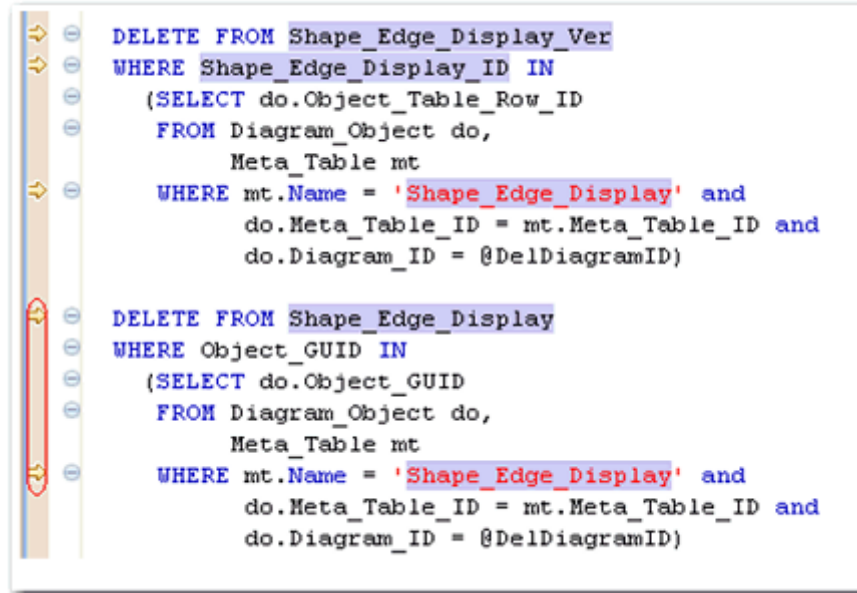 DELETE FROM Shape_Edge_Display_Ver
WHERE Shape_Edge_Display_ID IN
(SELECT do.Object_Table_Row_ID
FROM Diagram_Object do,
Meta_Table mt
WHERE mt.Name = 'Shape_Edge_Display' and
do.Meta_Table_ID = mt.Meta_Table_ID and
do.Diagram_ID = @DelDiagramID)
DELETE FROM Shape_Edge_Display
WHERE Object_GUID IN
(SELECT do.Object_GUID
FROM Diagram_Object do,
Meta_Table mt
WHERE mt.Name = 'Shape_Edge_Display' and
do.Meta_Table_ID = mt.Meta_Table_ID and
do.Diagram_ID = @DelDiagramID)